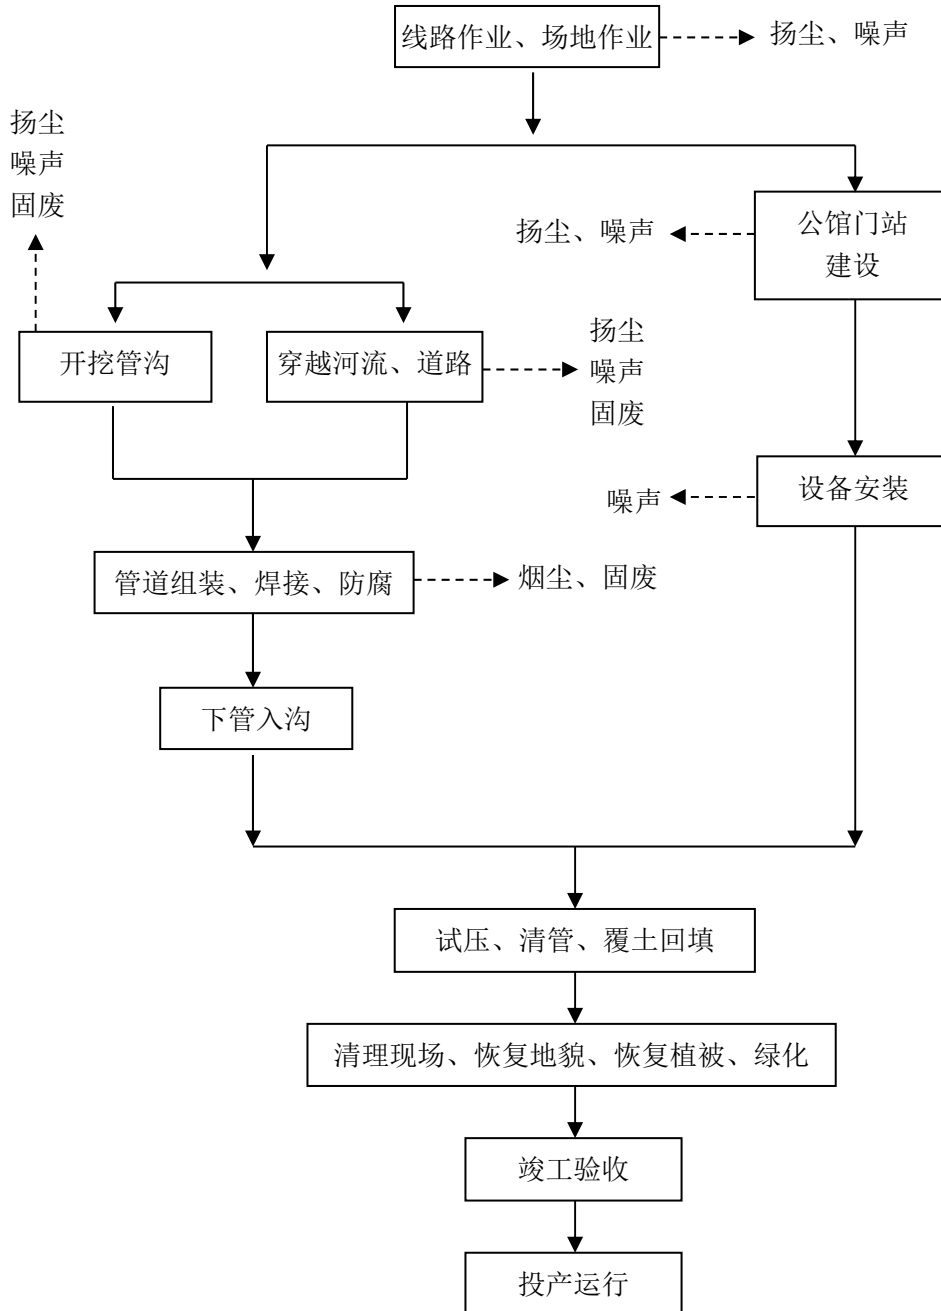 线路作业、场地作业
扬尘、噪声
扬尘
噪声
固废
扬尘、噪声
公馆门站
建设
开挖管沟
穿越河流、道路
扬尘
噪声
固废
噪声
设备安装
管道组装、焊接、防腐
烟尘、固废
下管入沟
试压、清管、覆土回填
清理现场、恢复地貌、恢复植被、绿化
竣工验收
投产运行